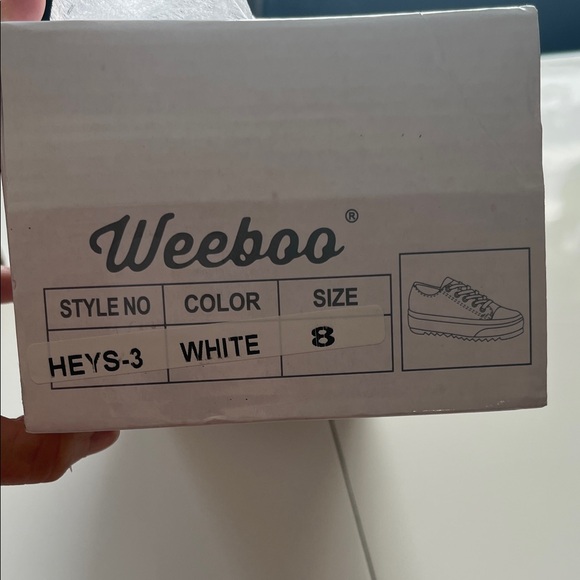 Weeboo®
STYLE NO COLOR SIZE
HEYS-3 WHITE 8